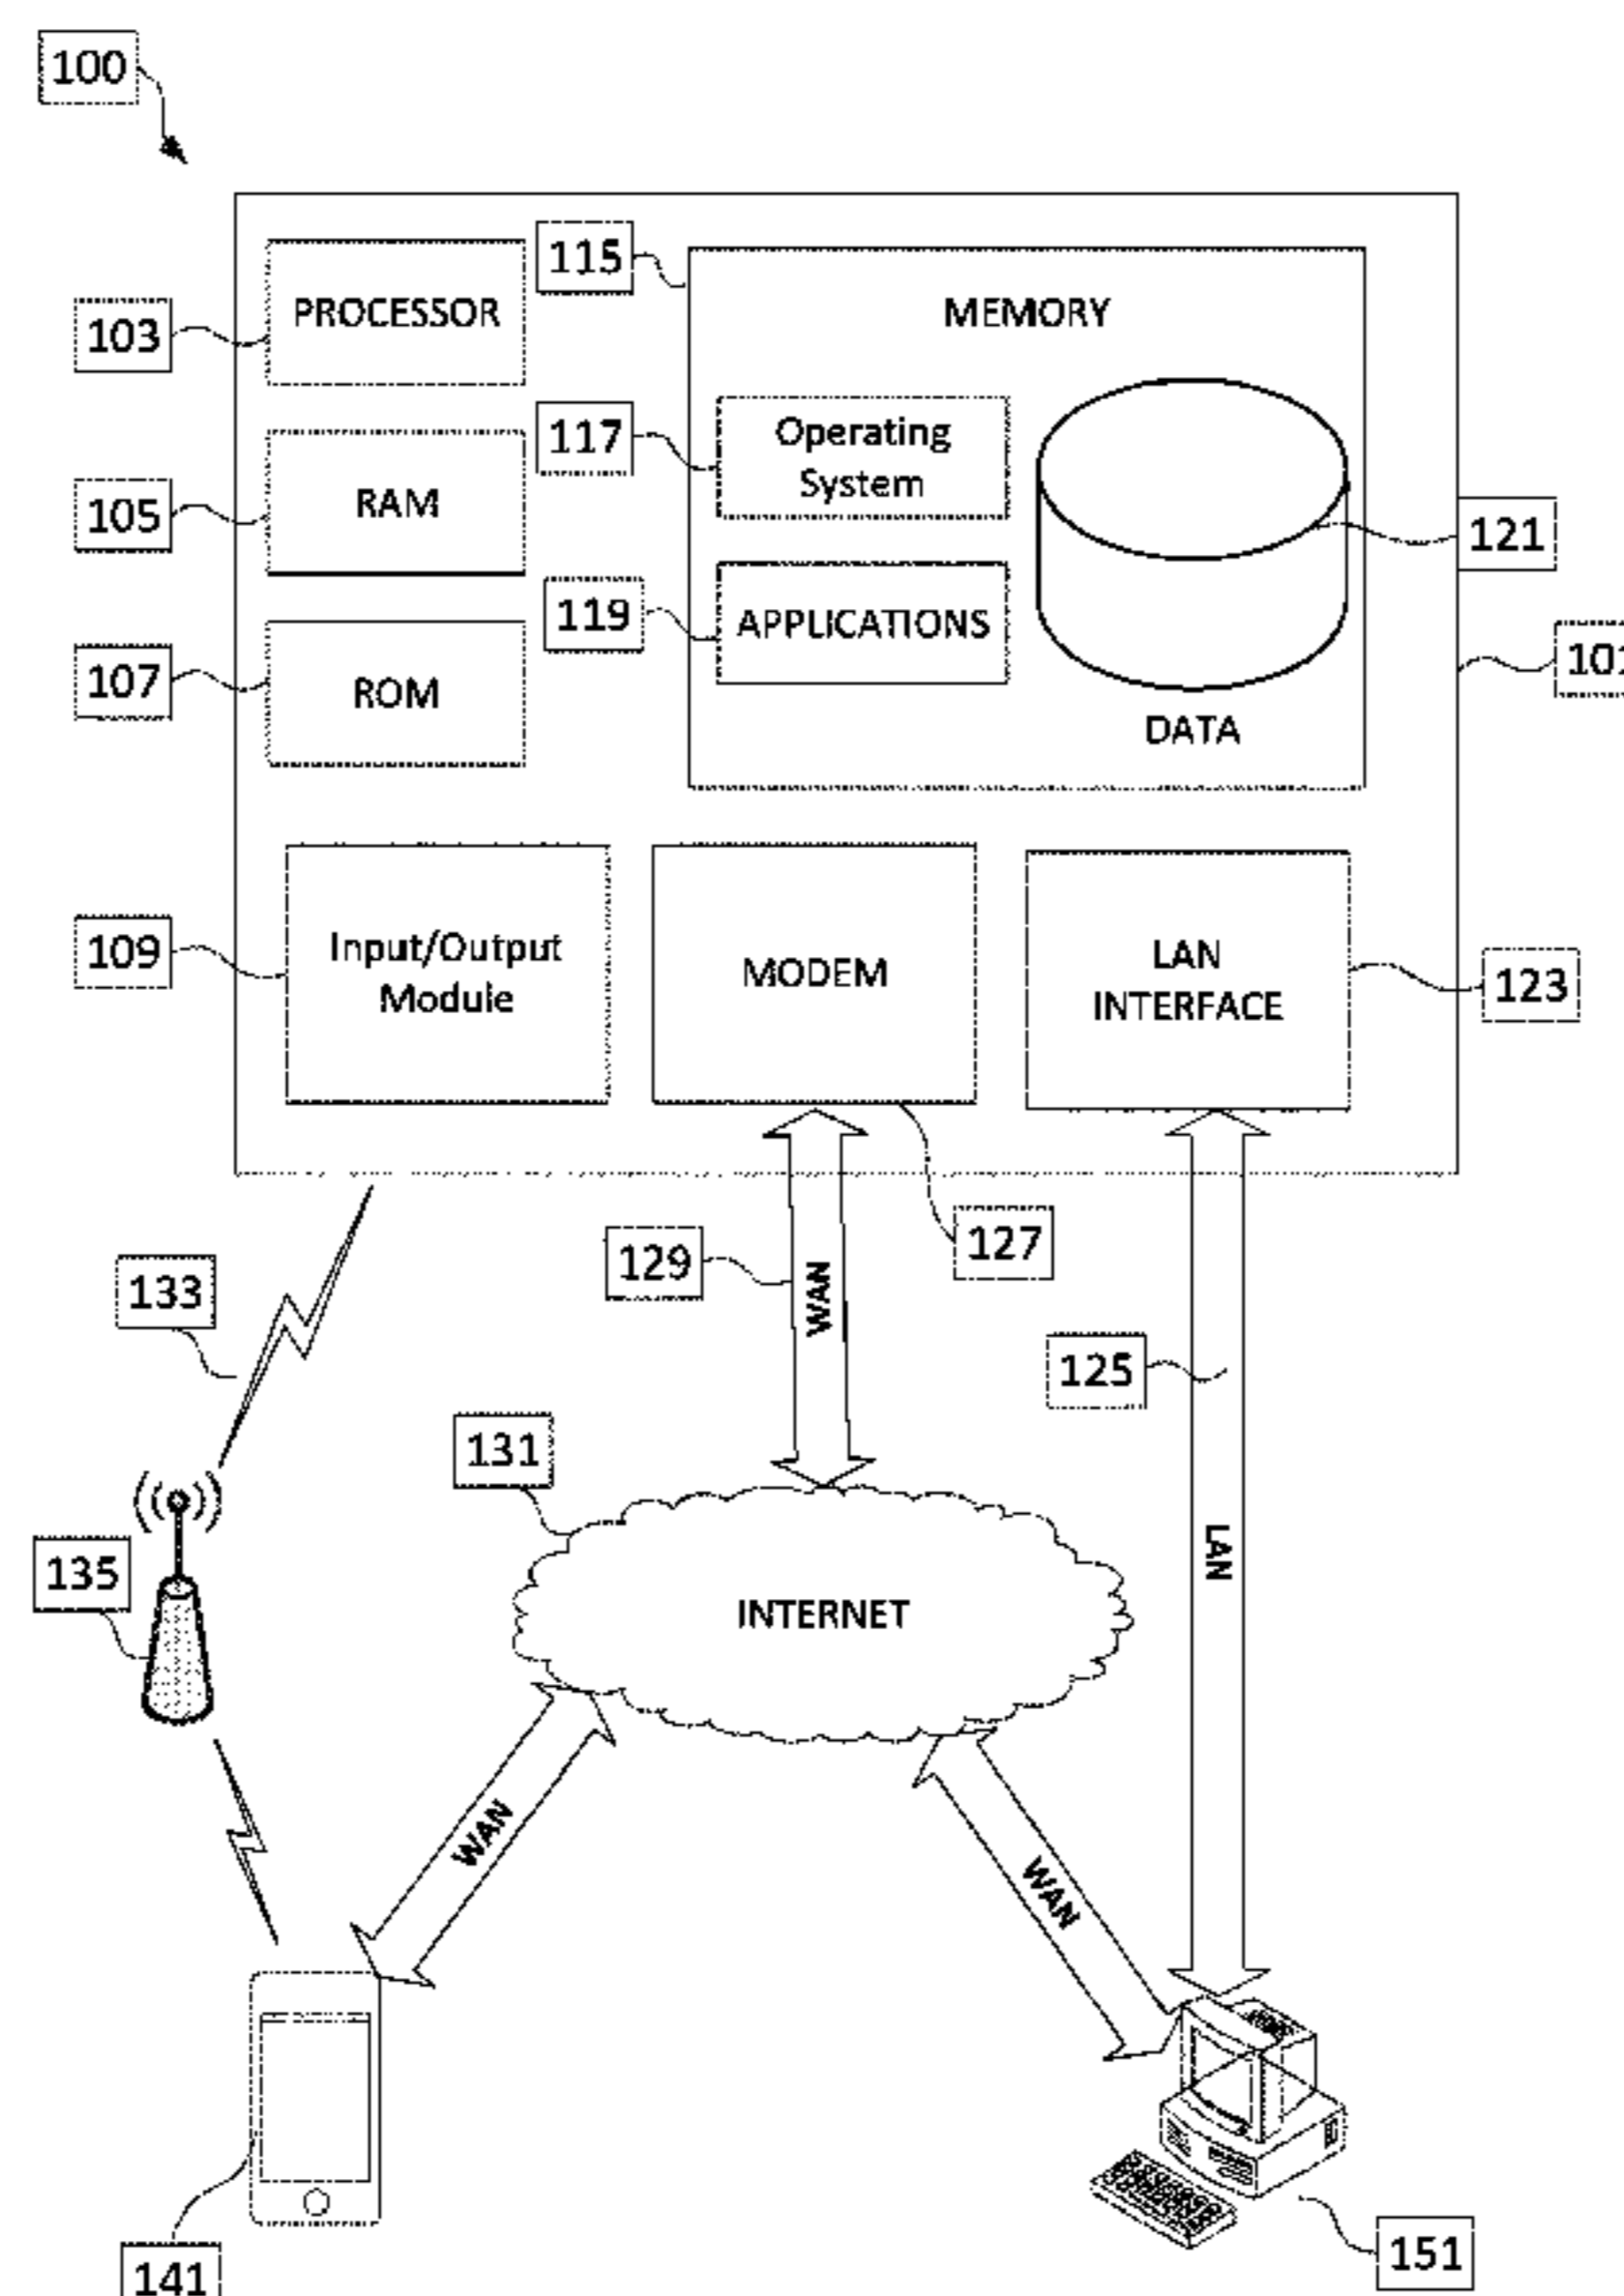 100
PROCESSOR
115
MEMORY
103
117
Operating
System
105
RAM
121
119
APPLICATIONS
107
ROM
DATA
109
Input/Output
Module
MODEM
LAN
INTERFACE
123
129
127
133
WAN
125
131
LAN
135
INTERNET
WAN
WAN
141
151